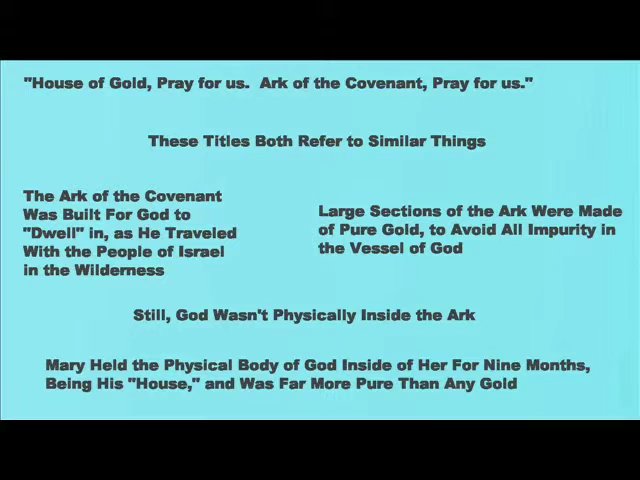 "House of Gold, Pray for us.  Ark of the Covenant, Pray for us."
These Titles Both Refer to Similar Things
The Ark of the Covenant
Was Built For God to
"Dwell" in, as He Traveled
With the People of Israel
in the Wilderness
Large Sections of the Ark Were Made
of Pure Gold, to Avoid All Impurity in
the Vessel of God
Still, God Wasn't Physically Inside the Ark
Mary Held the Physical Body of God Inside of Her For Nine Months,
Being His "House," and Was Far More Pure Than Any Gold